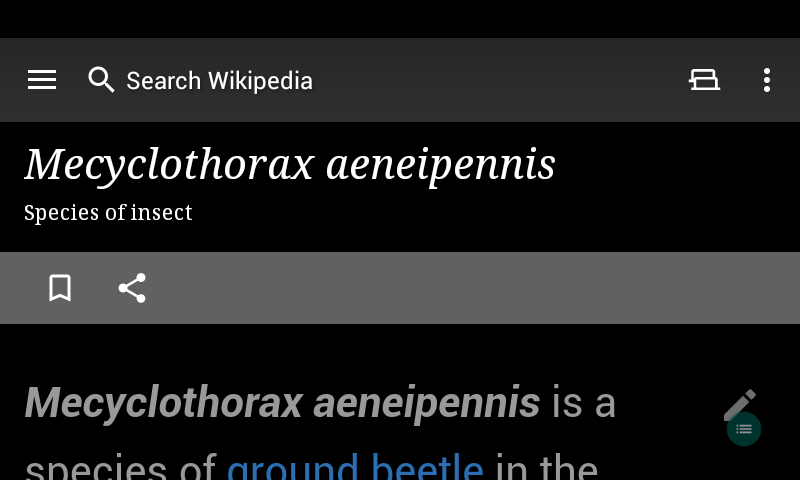 Search Wikipedia
Mecyclothorax aeneipennis
Species of insect
Mecyclothorax aeneipennis is a
species of ground beetle in the